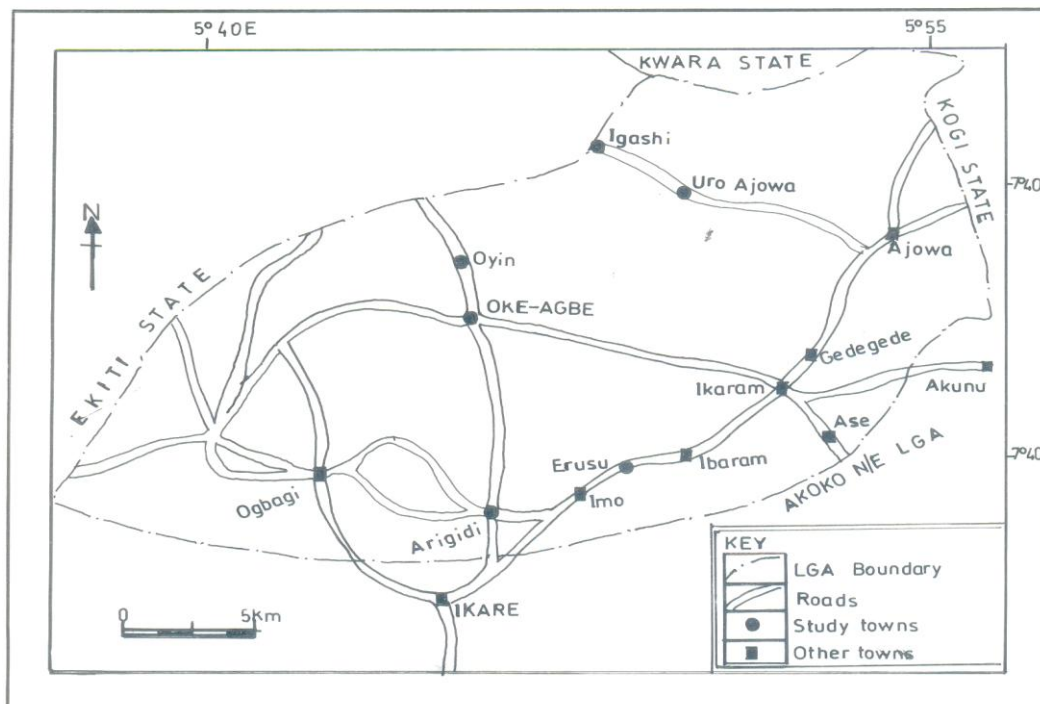 5° 40 E
5° 55
KWARA STATE
KOGI STATE
Igashi
Uro Ajowa
7°40
N
Ajowa
Oyin
EKITI STATE
OKE-AGBE
Gedegede
Ikaram
Akunu
Ase
Erusu
Ibaram
7°40
AKOKO N/E LGA
Ogbagi
Imo
Arigidi
IKARE
0 5Km
KEY
LGA Boundary
Roads
Study towns
Other towns